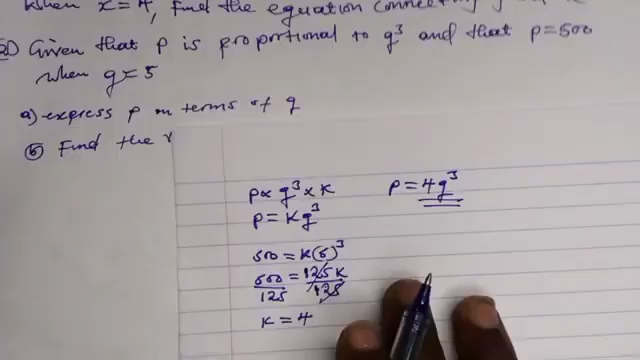 when x = 4, find the equation connecting
2) Given that P is proportional to q³ and that P = 500
when q = 5
a) express p in terms of q
b) Find the
P ∝ q³ × K
P = Kq³
500 = K(5)³
500/125 = 125K/125
K = 4
P = 4q³